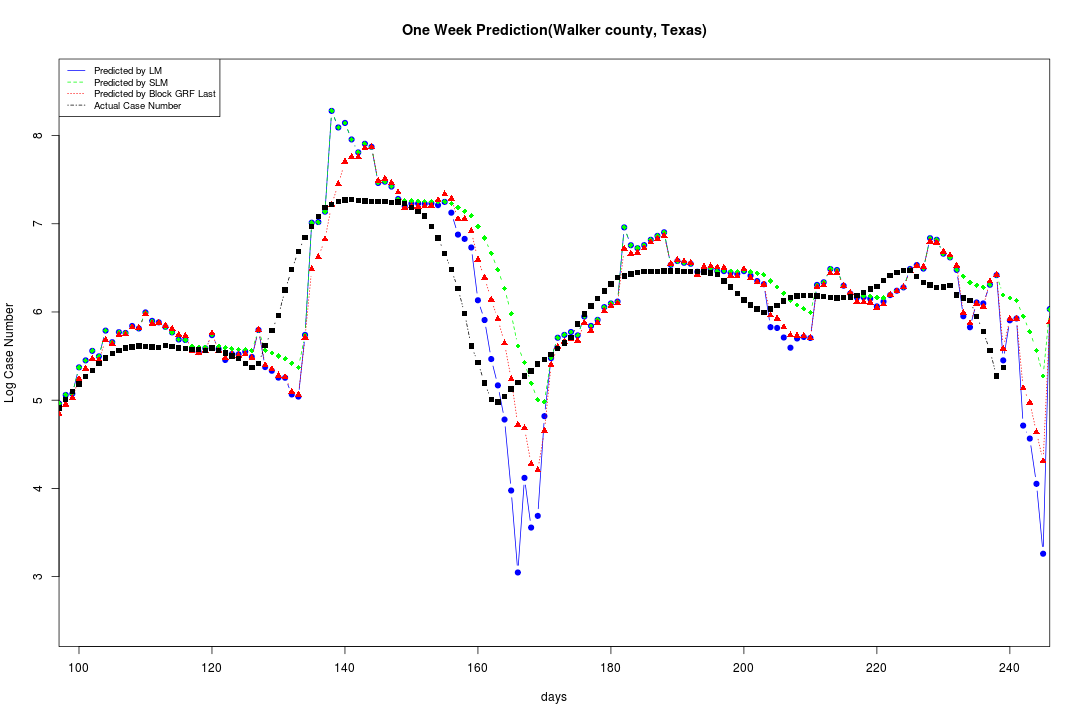 One Week Prediction(Walker county, Texas)
Predicted by LM
Predicted by SLM
Predicted by Block GRF Last
Actual Case Number
8
7
6
5
4
3
Log Case Number
100 120 140 160 180 200 220 240
days